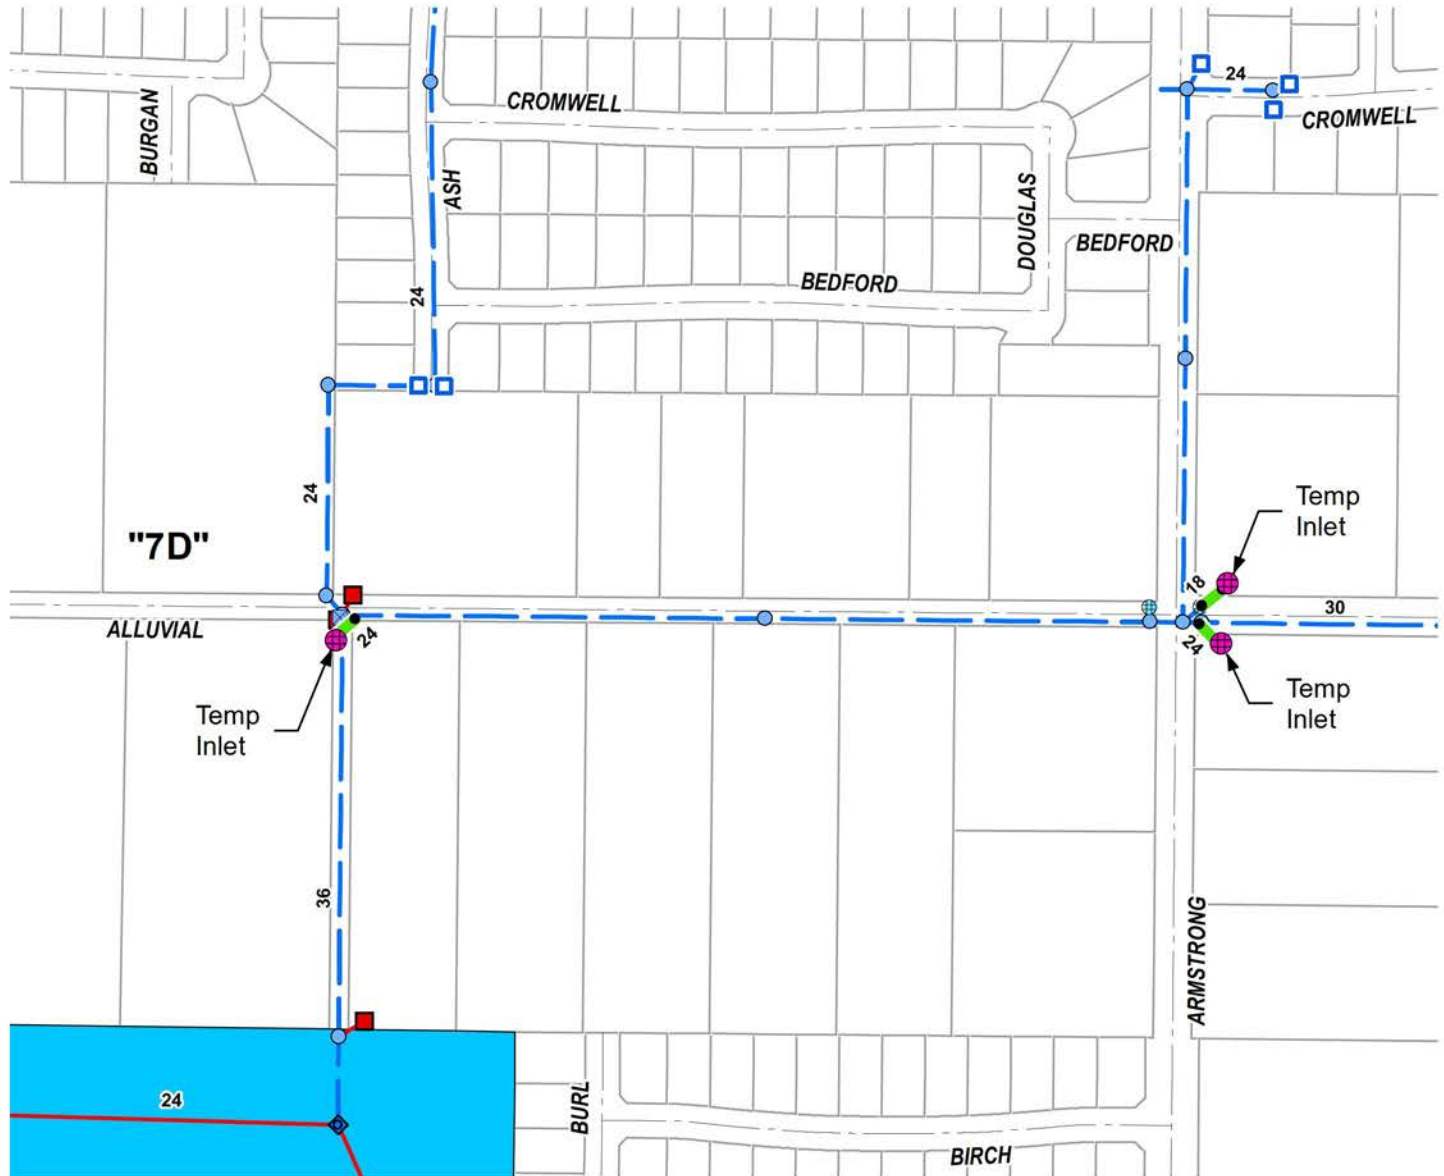 24
CROMWELL
CROMWELL
BURGAN
ASH
DOUGLAS
BEDFORD
BEDFORD
24
24
Temp
Inlet
"7D"
18
30
ALLUVIAL
24
24
Temp
Inlet
Temp
Inlet
36
ARMSTRONG
24
BURL
BIRCH